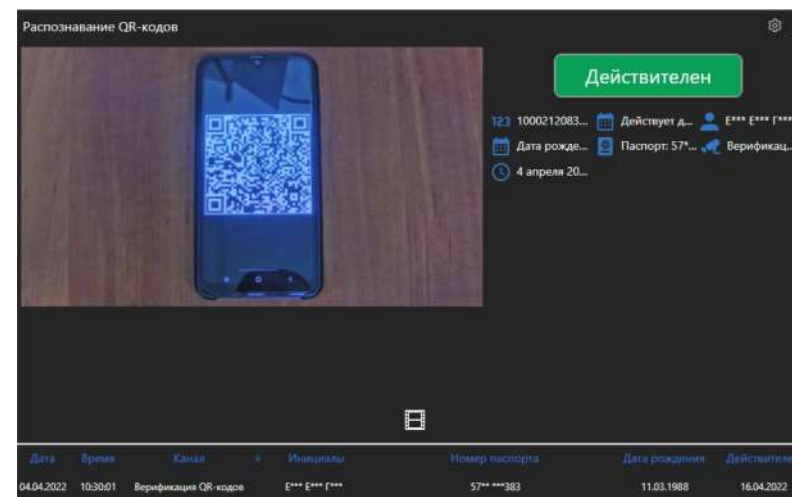 Распознавание QR-кодов
Действителен
123 1000212083... Действует д... Е*** Е*** Г***
Дата рожде... Паспорт: 57*... Верификац...
4 апреля 20...
Дата Время Канал Инициалы Номер паспорта Дата рождения Действителе
04.04.2022 10:30:01 Верификация QR-кодов Е*** Е*** Г*** 57** ***383 11.03.1988 16.04.2022